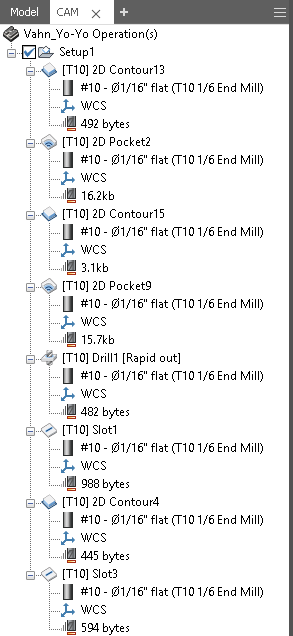 Model CAM × +
Vahn_Yo-Yo Operation(s)
Setup1
[T10] 2D Contour13
#10 - Ø1/16" flat (T10 1/6 End Mill)
WCS
492 bytes
[T10] 2D Pocket2
#10 - Ø1/16" flat (T10 1/6 End Mill)
WCS
16.2kb
[T10] 2D Contour15
#10 - Ø1/16" flat (T10 1/6 End Mill)
WCS
3.1kb
[T10] 2D Pocket9
#10 - Ø1/16" flat (T10 1/6 End Mill)
WCS
15.7kb
[T10] Drill1 [Rapid out]
#10 - Ø1/16" flat (T10 1/6 End Mill)
WCS
482 bytes
[T10] Slot1
#10 - Ø1/16" flat (T10 1/6 End Mill)
WCS
988 bytes
[T10] 2D Contour4
#10 - Ø1/16" flat (T10 1/6 End Mill)
WCS
445 bytes
[T10] Slot3
#10 - Ø1/16" flat (T10 1/6 End Mill)
WCS
594 bytes